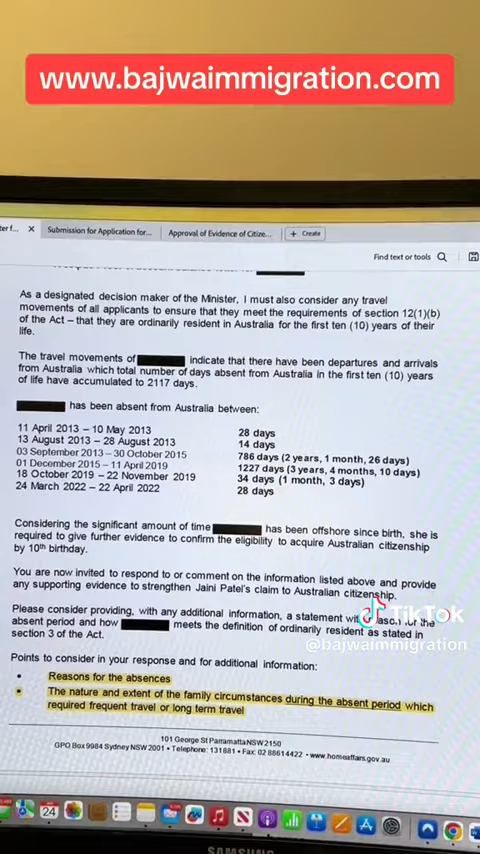 www.bajwaimmigration.com
ter f... X Submission for Application for... Approval of Evidence of Citize... + Create
Find text or tools
As a designated decision maker of the Minister, I must also consider any travel
movements of all applicants to ensure that they meet the requirements of section 12(1)(b)
of the Act – that they are ordinarily resident in Australia for the first ten (10) years of their
life.
The travel movements of indicate that there have been departures and arrivals
from Australia which total number of days absent from Australia in the first ten (10) years
of life have accumulated to 2117 days.
has been absent from Australia between:
11 April 2013 – 10 May 2013 28 days
13 August 2013 – 28 August 2013 14 days
03 September 2013 – 30 October 2015 786 days (2 years, 1 month, 26 days)
01 December 2015 – 11 April 2019 1227 days (3 years, 4 months, 10 days)
18 October 2019 – 22 November 2019 34 days (1 month, 3 days)
24 March 2022 – 22 April 2022 28 days
Considering the significant amount of time has been offshore since birth, she is
required to give further evidence to confirm the eligibility to acquire Australian citizenship
by 10th birthday.
You are now invited to respond to or comment on the information listed above and provide
any supporting evidence to strengthen Jaini Patel's claim to Australian citizenship.
Please consider providing, with any additional information, a statement the
absent period and how meets the definition of ordinarily resident as stated in
section 3 of the Act.
TikTok
@bajwaimmigration
Points to consider in your response and for additional information:
• Reasons for the absences
• The nature and extent of the family circumstances during the absent period which
required frequent travel or long term travel
101 George St Parramatta NSW 2150
GPO Box 9984 Sydney NSW 2001 • Telephone: 131881 • Fax: 02 88614422 • www.homeaffairs.gov.au
24
SAMSUNG